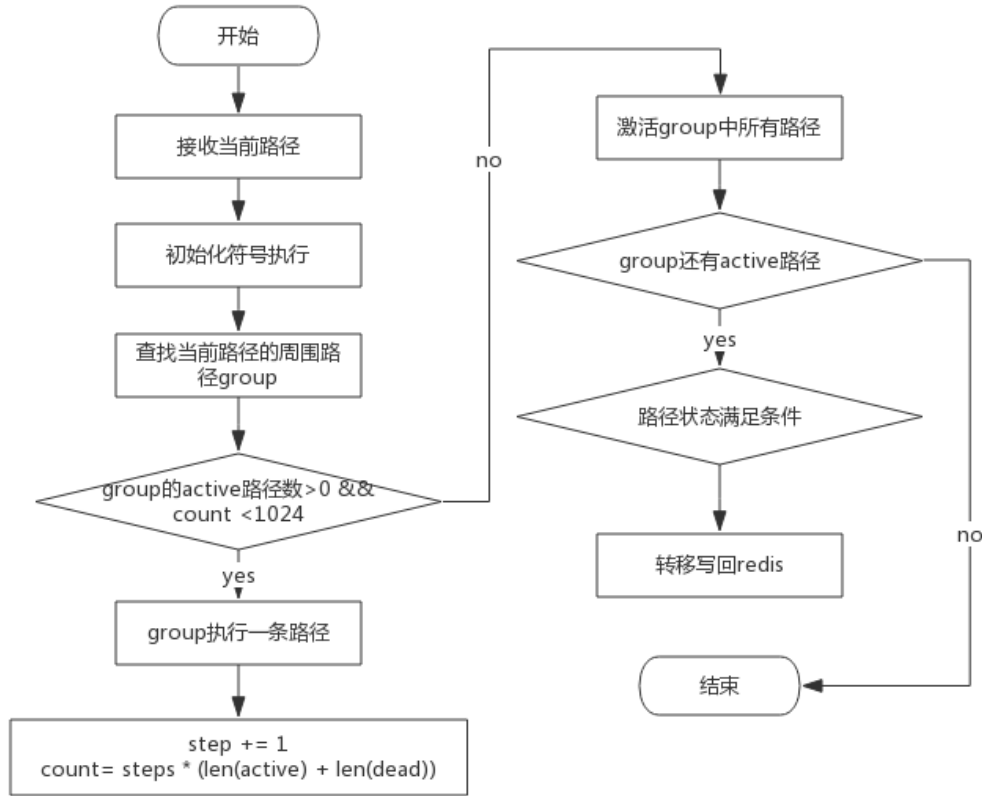 开始
接收当前路径
初始化符号执行
查找当前路径的周围路
径group
group的active路径数>0 &&
count <1024
yes
group执行一条路径
step += 1
count= steps * (len(active) + len(dead))
no
激活group中所有路径
group还有active路径
yes
路径状态满足条件
转移写回redis
no
结束